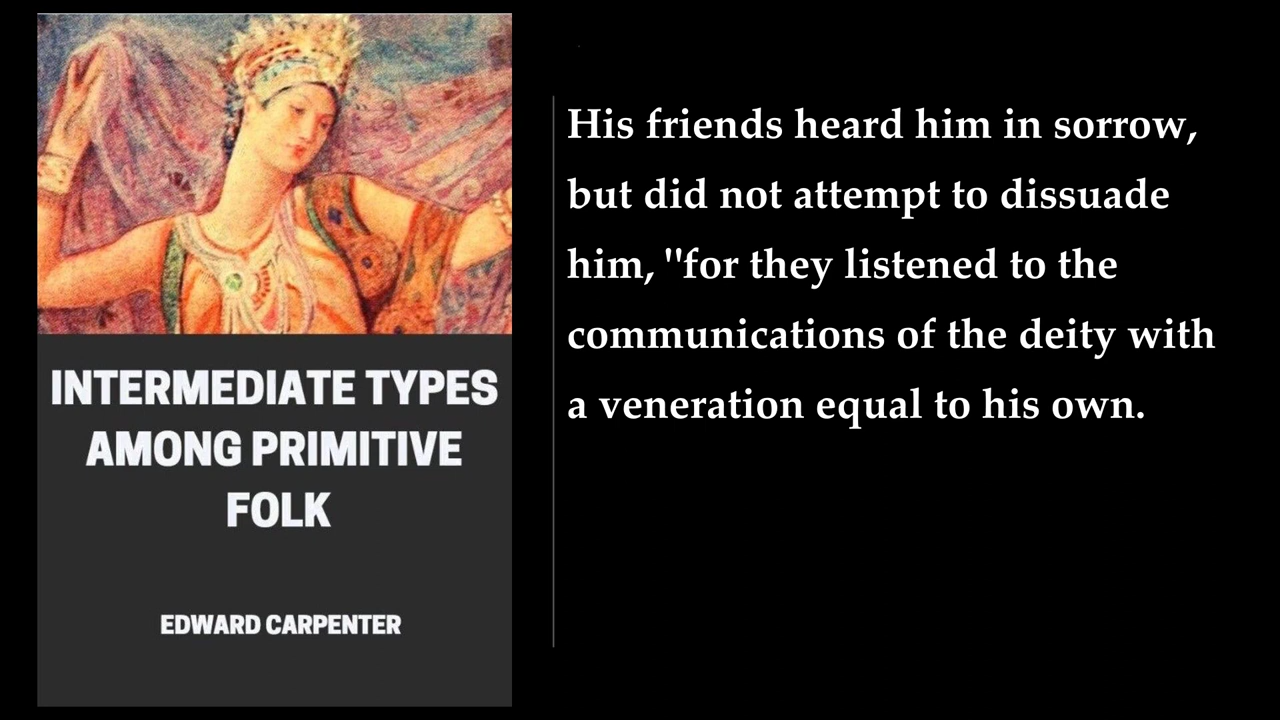 INTERMEDIATE TYPES
AMONG PRIMITIVE
FOLK
EDWARD CARPENTER
His friends heard him in sorrow,
but did not attempt to dissuade
him, "for they listened to the
communications of the deity with
a veneration equal to his own.